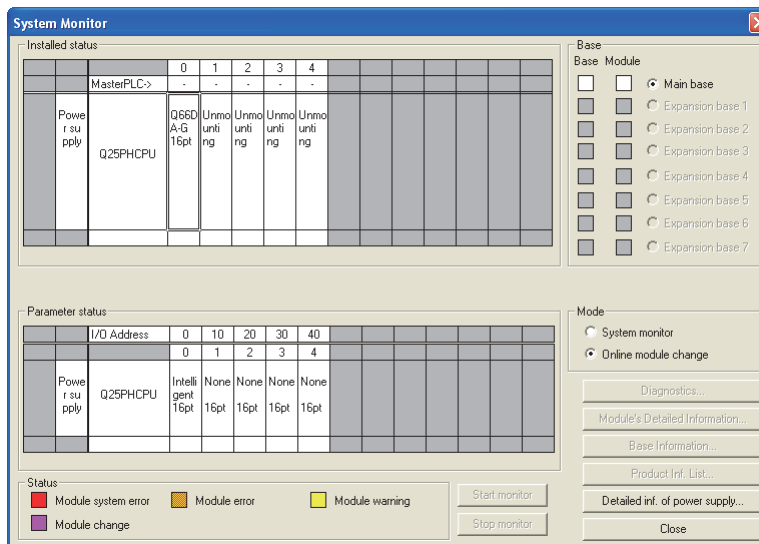 System Monitor
Installed status
0 1 2 3 4
MasterPLC-> - - - - -
Powe
r su
pply
Q25PHCPU
Q66D
A-G
16pt
Unmo
unti
ng
Unmo
unti
ng
Unmo
unti
ng
Unmo
unti
ng
Base
Base Module
Main base
Expansion base 1
Expansion base 2
Expansion base 3
Expansion base 4
Expansion base 5
Expansion base 6
Expansion base 7
Parameter status
I/O Address 0 10 20 30 40
0 1 2 3 4
Powe
r su
pply
Q25PHCPU
Intelli
gent
16pt
None
16pt
None
16pt
None
16pt
None
16pt
Mode
System monitor
Online module change
Diagnostics...
Module's Detailed Information...
Base Information...
Product Inf. List...
Detailed inf. of power supply...
Close
Status
Module system error
Module error
Module warning
Module change
Start monitor
Stop monitor